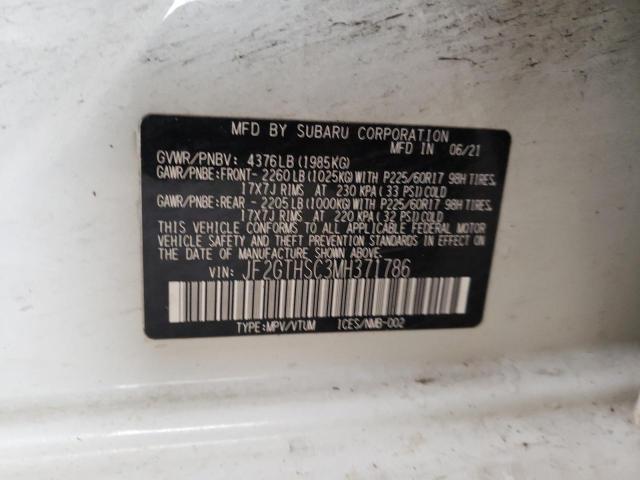 MFD BY SUBARU CORPORATION
MFD IN 06/21
GVWR/PNBV: 4376LB(1985KG)
GAWR/PNBE:FRONT-2260LB(1025KG)WITH P225/60R17 98H TIRES,
17X7J RIMS AT 230 KPA(33 PSI)COLD
GAWR/PNBE:REAR -2205LB(1000KG)WITH P225/60R17 98H TIRES,
17X7J RIMS AT 220 KPA(32 PSI)COLD
THIS VEHICLE CONFORMS TO ALL APPLICABLE FEDERAL MOTOR
VEHICLE SAFETY AND THEFT PREVENTION STANDARDS IN EFFECT ON
THE DATE OF MANUFACTURE SHOWN ABOVE.
VIN: JF2GTHSC3MH371786
TYPE:MPV/VTUM ICES/NMB-002